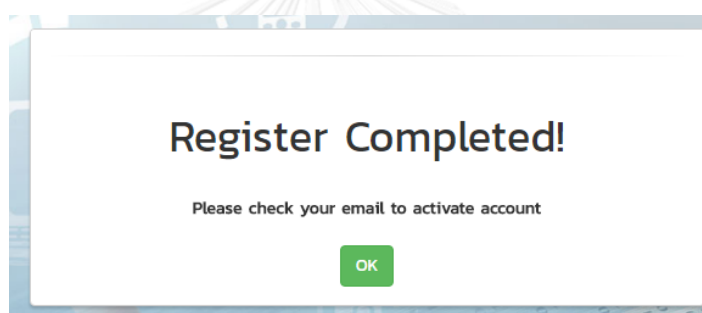 Register Completed!
Please check your email to activate account
OK